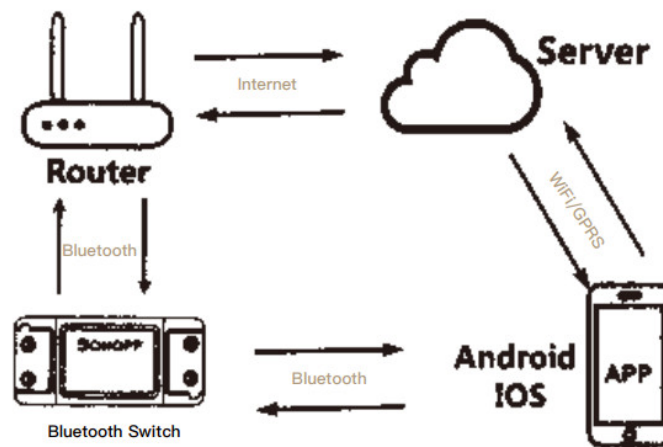 Server
Internet
Router
WiFi/GPRS
Bluetooth
SONOFF
Android
IOS
APP
Bluetooth
Bluetooth Switch